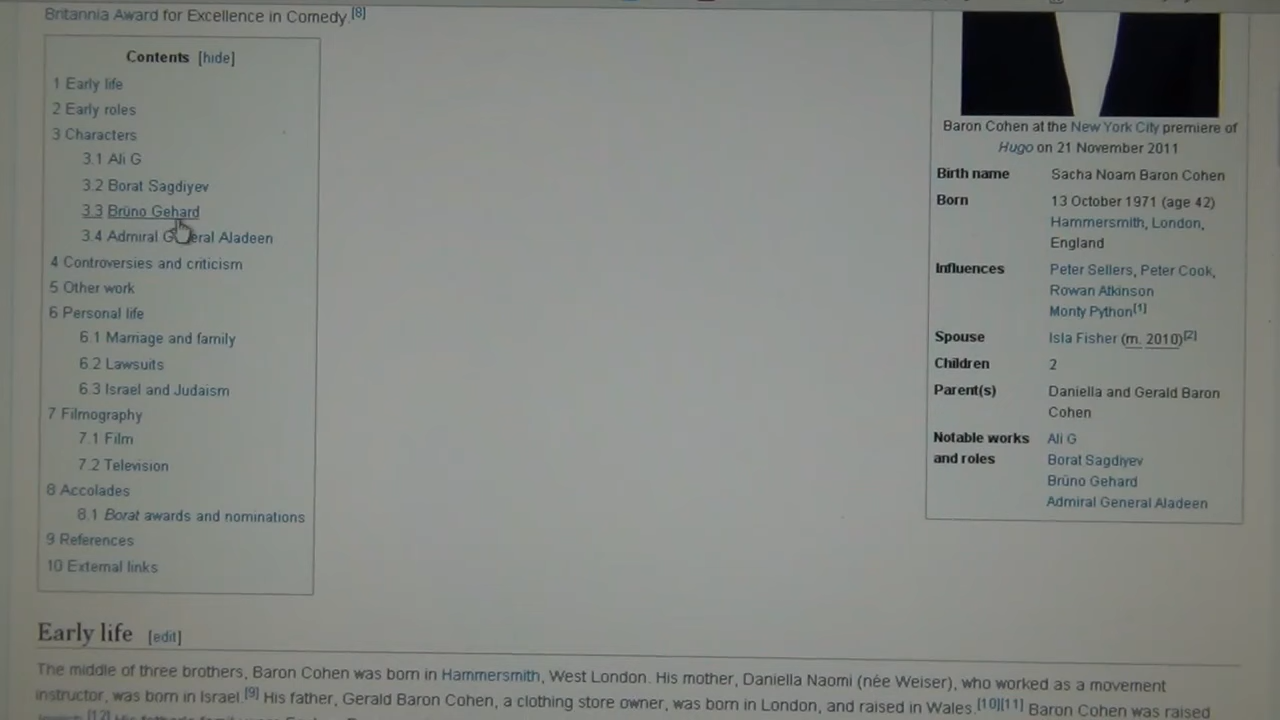 Britannia Award for Excellence in Comedy.[8]
Contents [hide]
1 Early life
2 Early roles
3 Characters
3.1 Ali G
3.2 Borat Sagdiyev
3.3 Brüno Gehard
3.4 Admiral General Aladeen
4 Controversies and criticism
5 Other work
6 Personal life
6.1 Marriage and family
6.2 Lawsuits
6.3 Israel and Judaism
7 Filmography
7.1 Film
7.2 Television
8 Accolades
8.1 Borat awards and nominations
9 References
10 External links
Baron Cohen at the New York City premiere of
Hugo on 21 November 2011
Birth name Sacha Noam Baron Cohen
Born 13 October 1971 (age 42)
Hammersmith, London,
England
Influences Peter Sellers, Peter Cook,
Rowan Atkinson
Monty Python[1]
Spouse Isla Fisher (m. 2010)[2]
Children 2
Parent(s) Daniella and Gerald Baron
Cohen
Notable works Ali G
and roles Borat Sagdiyev
Brüno Gehard
Admiral General Aladeen
Early life [edit]
The middle of three brothers, Baron Cohen was born in Hammersmith, West London. His mother, Daniella Naomi (née Weiser), who worked as a movement
instructor, was born in Israel.[9] His father, Gerald Baron Cohen, a clothing store owner, was born in London, and raised in Wales.[10][11] Baron Cohen was raised